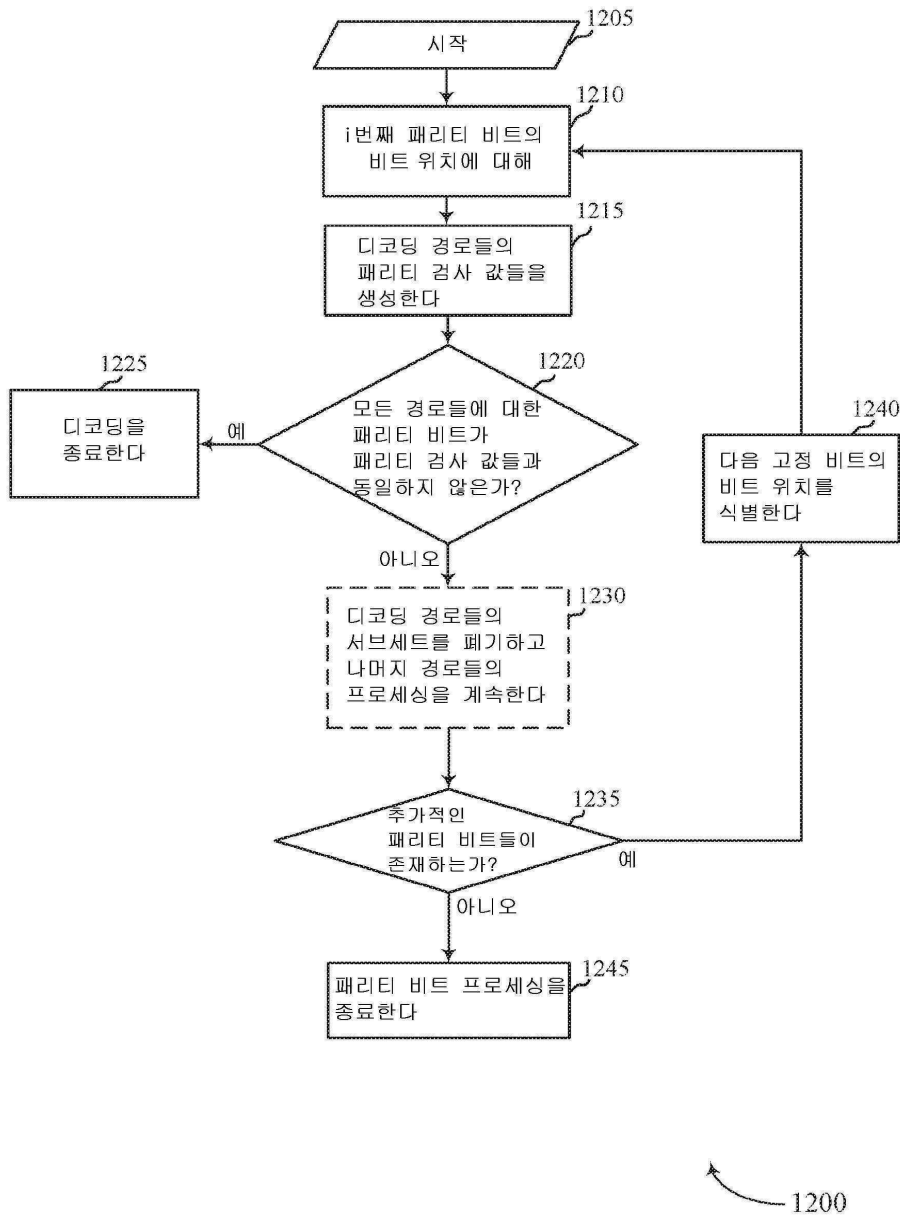 시작
1205
1210
i번째 패리티 비트의
비트 위치에 대해
1215
디코딩 경로들의
패리티 검사 값들을
생성한다
1220
모든 경로들에 대한
패리티 비트가
패리티 검사 값들과
동일하지 않은가?
예
1225
디코딩을
종료한다
아니오
1230
디코딩 경로들의
서브세트를 폐기하고
나머지 경로들의
프로세싱을 계속한다
1235
추가적인
패리티 비트들이
존재하는가?
예
1240
다음 고정 비트의
비트 위치를
식별한다
아니오
1245
패리티 비트 프로세싱을
종료한다
1200